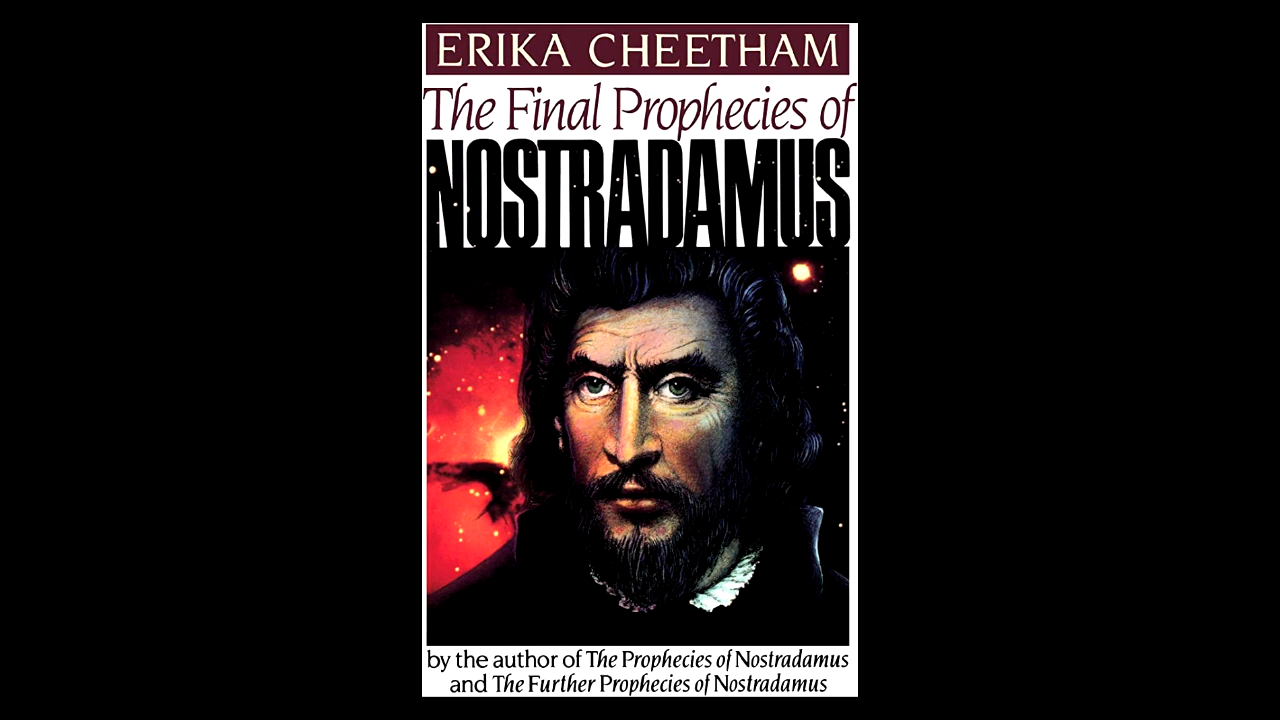 ERIKA CHEETHAM
The Final Prophecies of
NOSTRADAMUS
by the author of The Prophecies of Nostradamus
and The Further Prophecies of Nostradamus